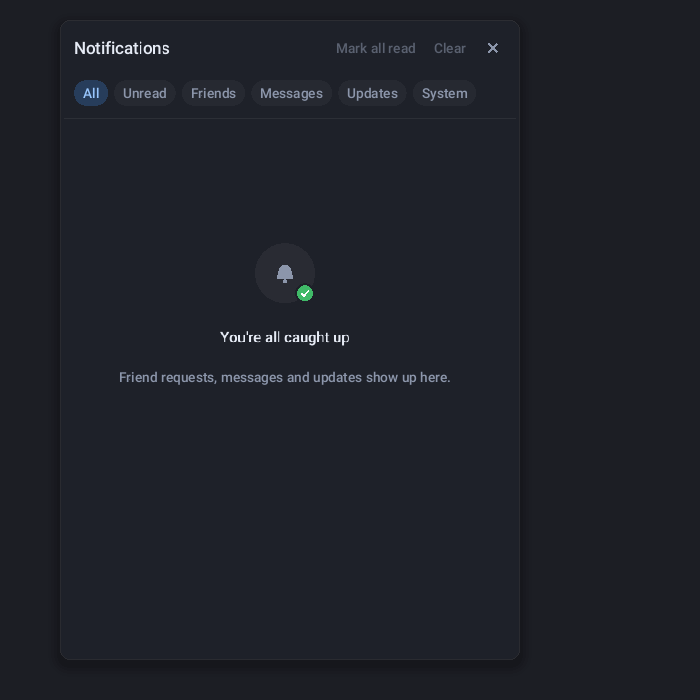 Notifications
Mark all read
Clear
All
Unread
Friends
Messages
Updates
System
You're all caught up
Friend requests, messages and updates show up here.